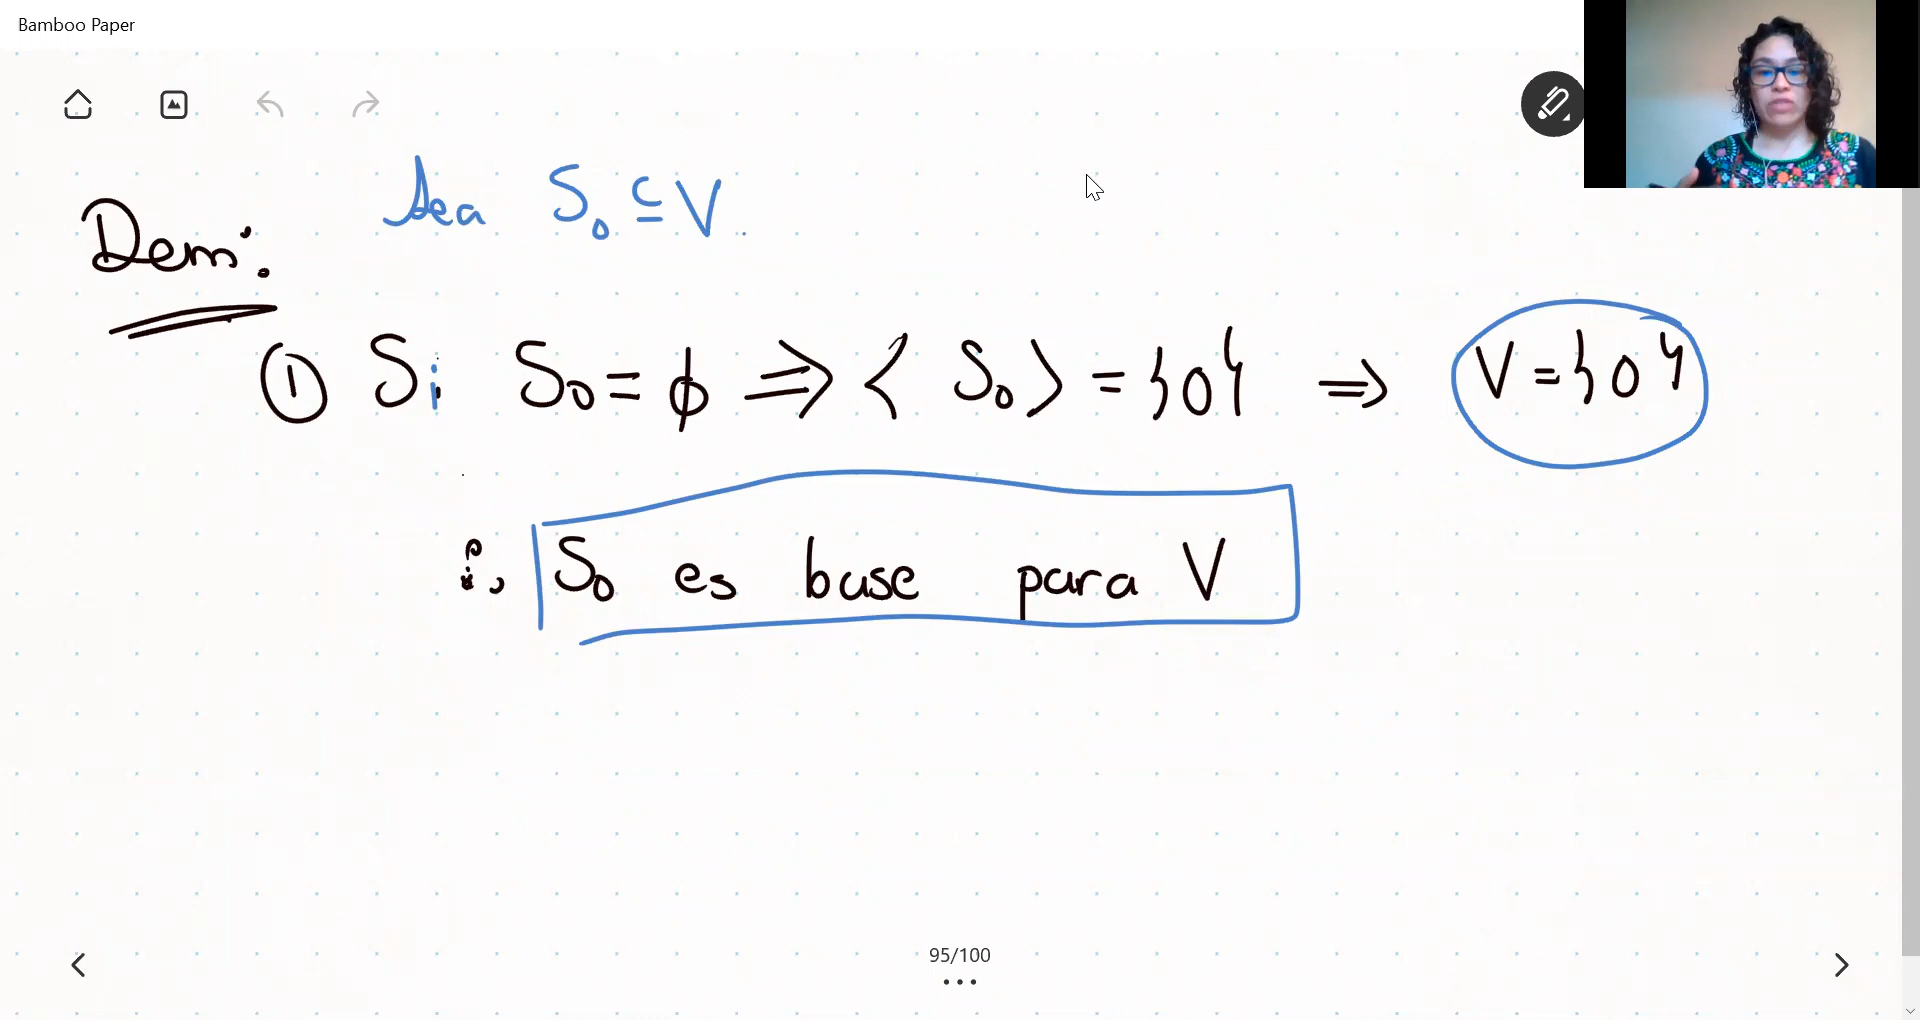 Bamboo Paper
Sea S₀ ⊆ V.
Dem:
① Si S₀ = ϕ ⇒ ⟨ S₀ ⟩ = {0} ⇒ V = {0}
∴, S₀ es base para V
95/100